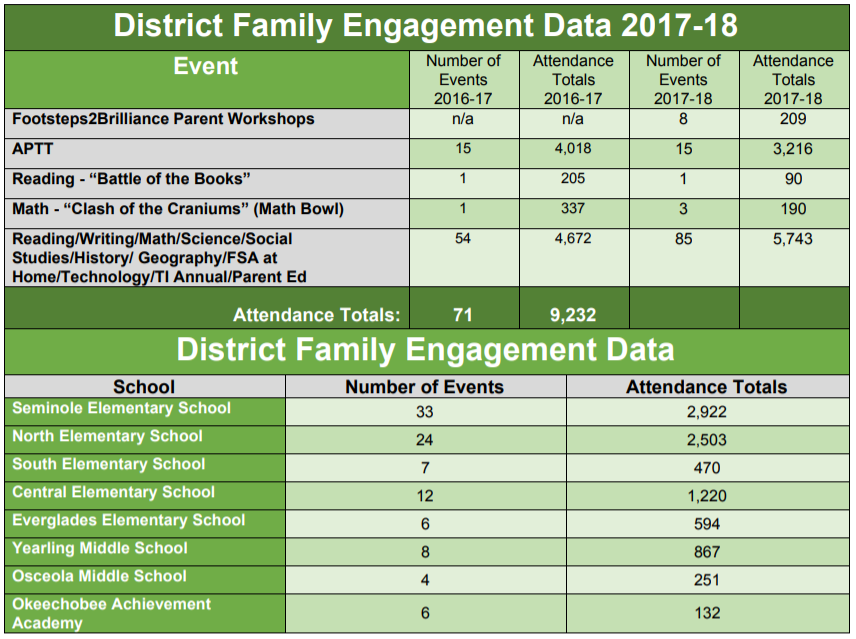 District Family Engagement Data 2017-18
Event
Number of Events 2016-17
Attendance Totals 2016-17
Number of Events 2017-18
Attendance Totals 2017-18
Footsteps2Brilliance Parent Workshops n/a n/a 8 209
APTT 15 4,018 15 3,216
Reading - “Battle of the Books” 1 205 1 90
Math - “Clash of the Craniums” (Math Bowl) 1 337 3 190
Reading/Writing/Math/Science/Social 54 4,672 85 5,743
Studies/History/ Geography/FSA at
Home/Technology/TI Annual/Parent Ed
Attendance Totals: 71 9,232
District Family Engagement Data
School Number of Events Attendance Totals
Seminole Elementary School 33 2,922
North Elementary School 24 2,503
South Elementary School 7 470
Central Elementary School 12 1,220
Everglades Elementary School 6 594
Yearling Middle School 8 867
Osceola Middle School 4 251
Okeechobee Achievement 6 132
Academy